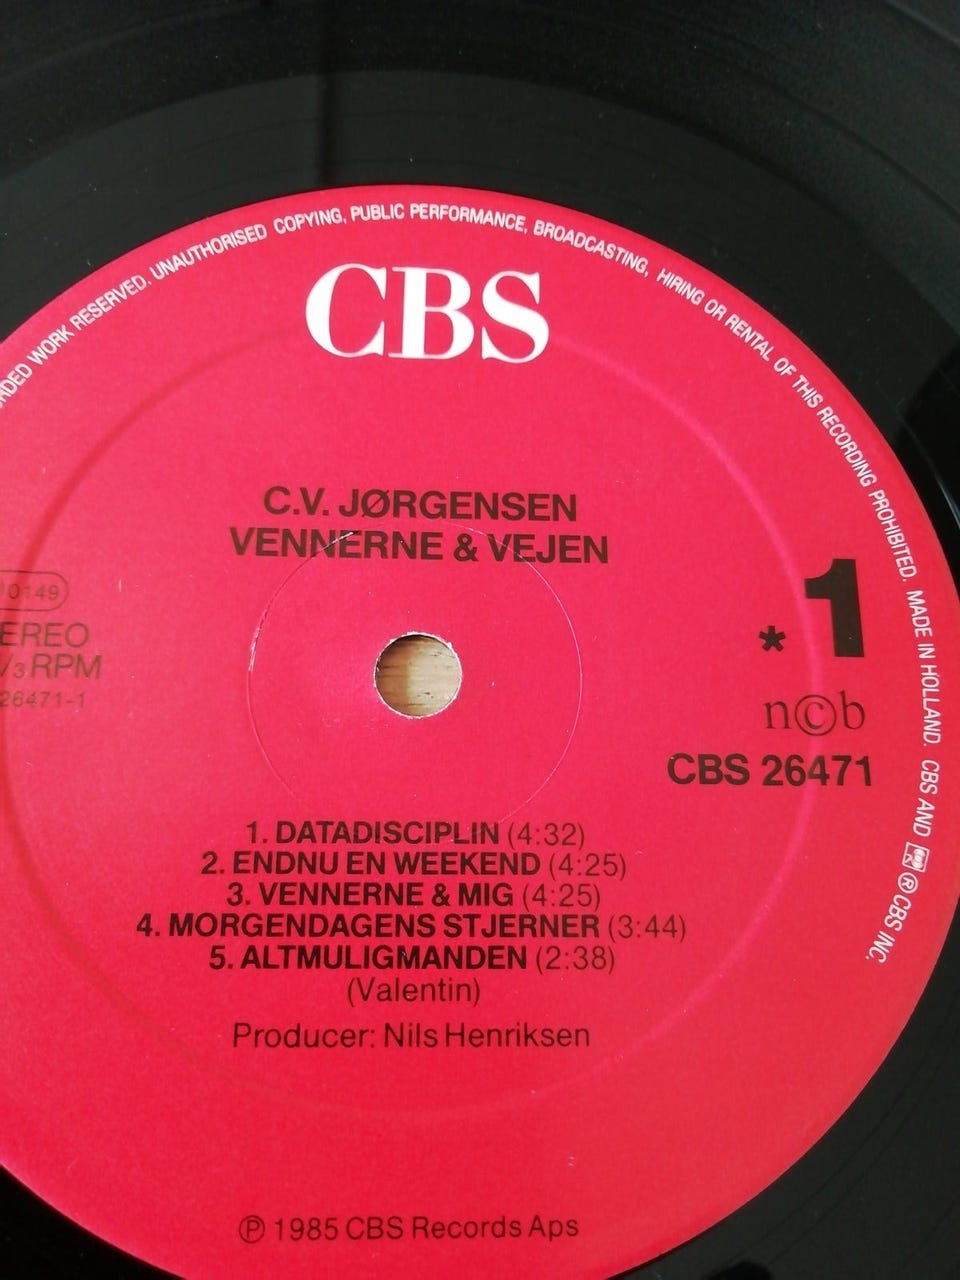 WORK RESERVED. UNAUTHORISED COPYING, PUBLIC PERFORMANCE, BROADCASTING, HIRING OR RENTAL OF THIS RECORDING PROHIBITED. MADE IN HOLLAND. CBS AND ® CBS INC.
CBS
C.V. JØRGENSEN
VENNERNE & VEJEN
0149
EREO
/3 RPM
26471-1
* 1
n©b
CBS 26471
1. DATADISCIPLIN (4:32)
2. ENDNU EN WEEKEND (4:25)
3. VENNERNE & MIG (4:25)
4. MORGENDAGENS STJERNER (3:44)
5. ALTMULIGMANDEN (2:38)
(Valentin)
Producer: Nils Henriksen
℗ 1985 CBS Records Aps